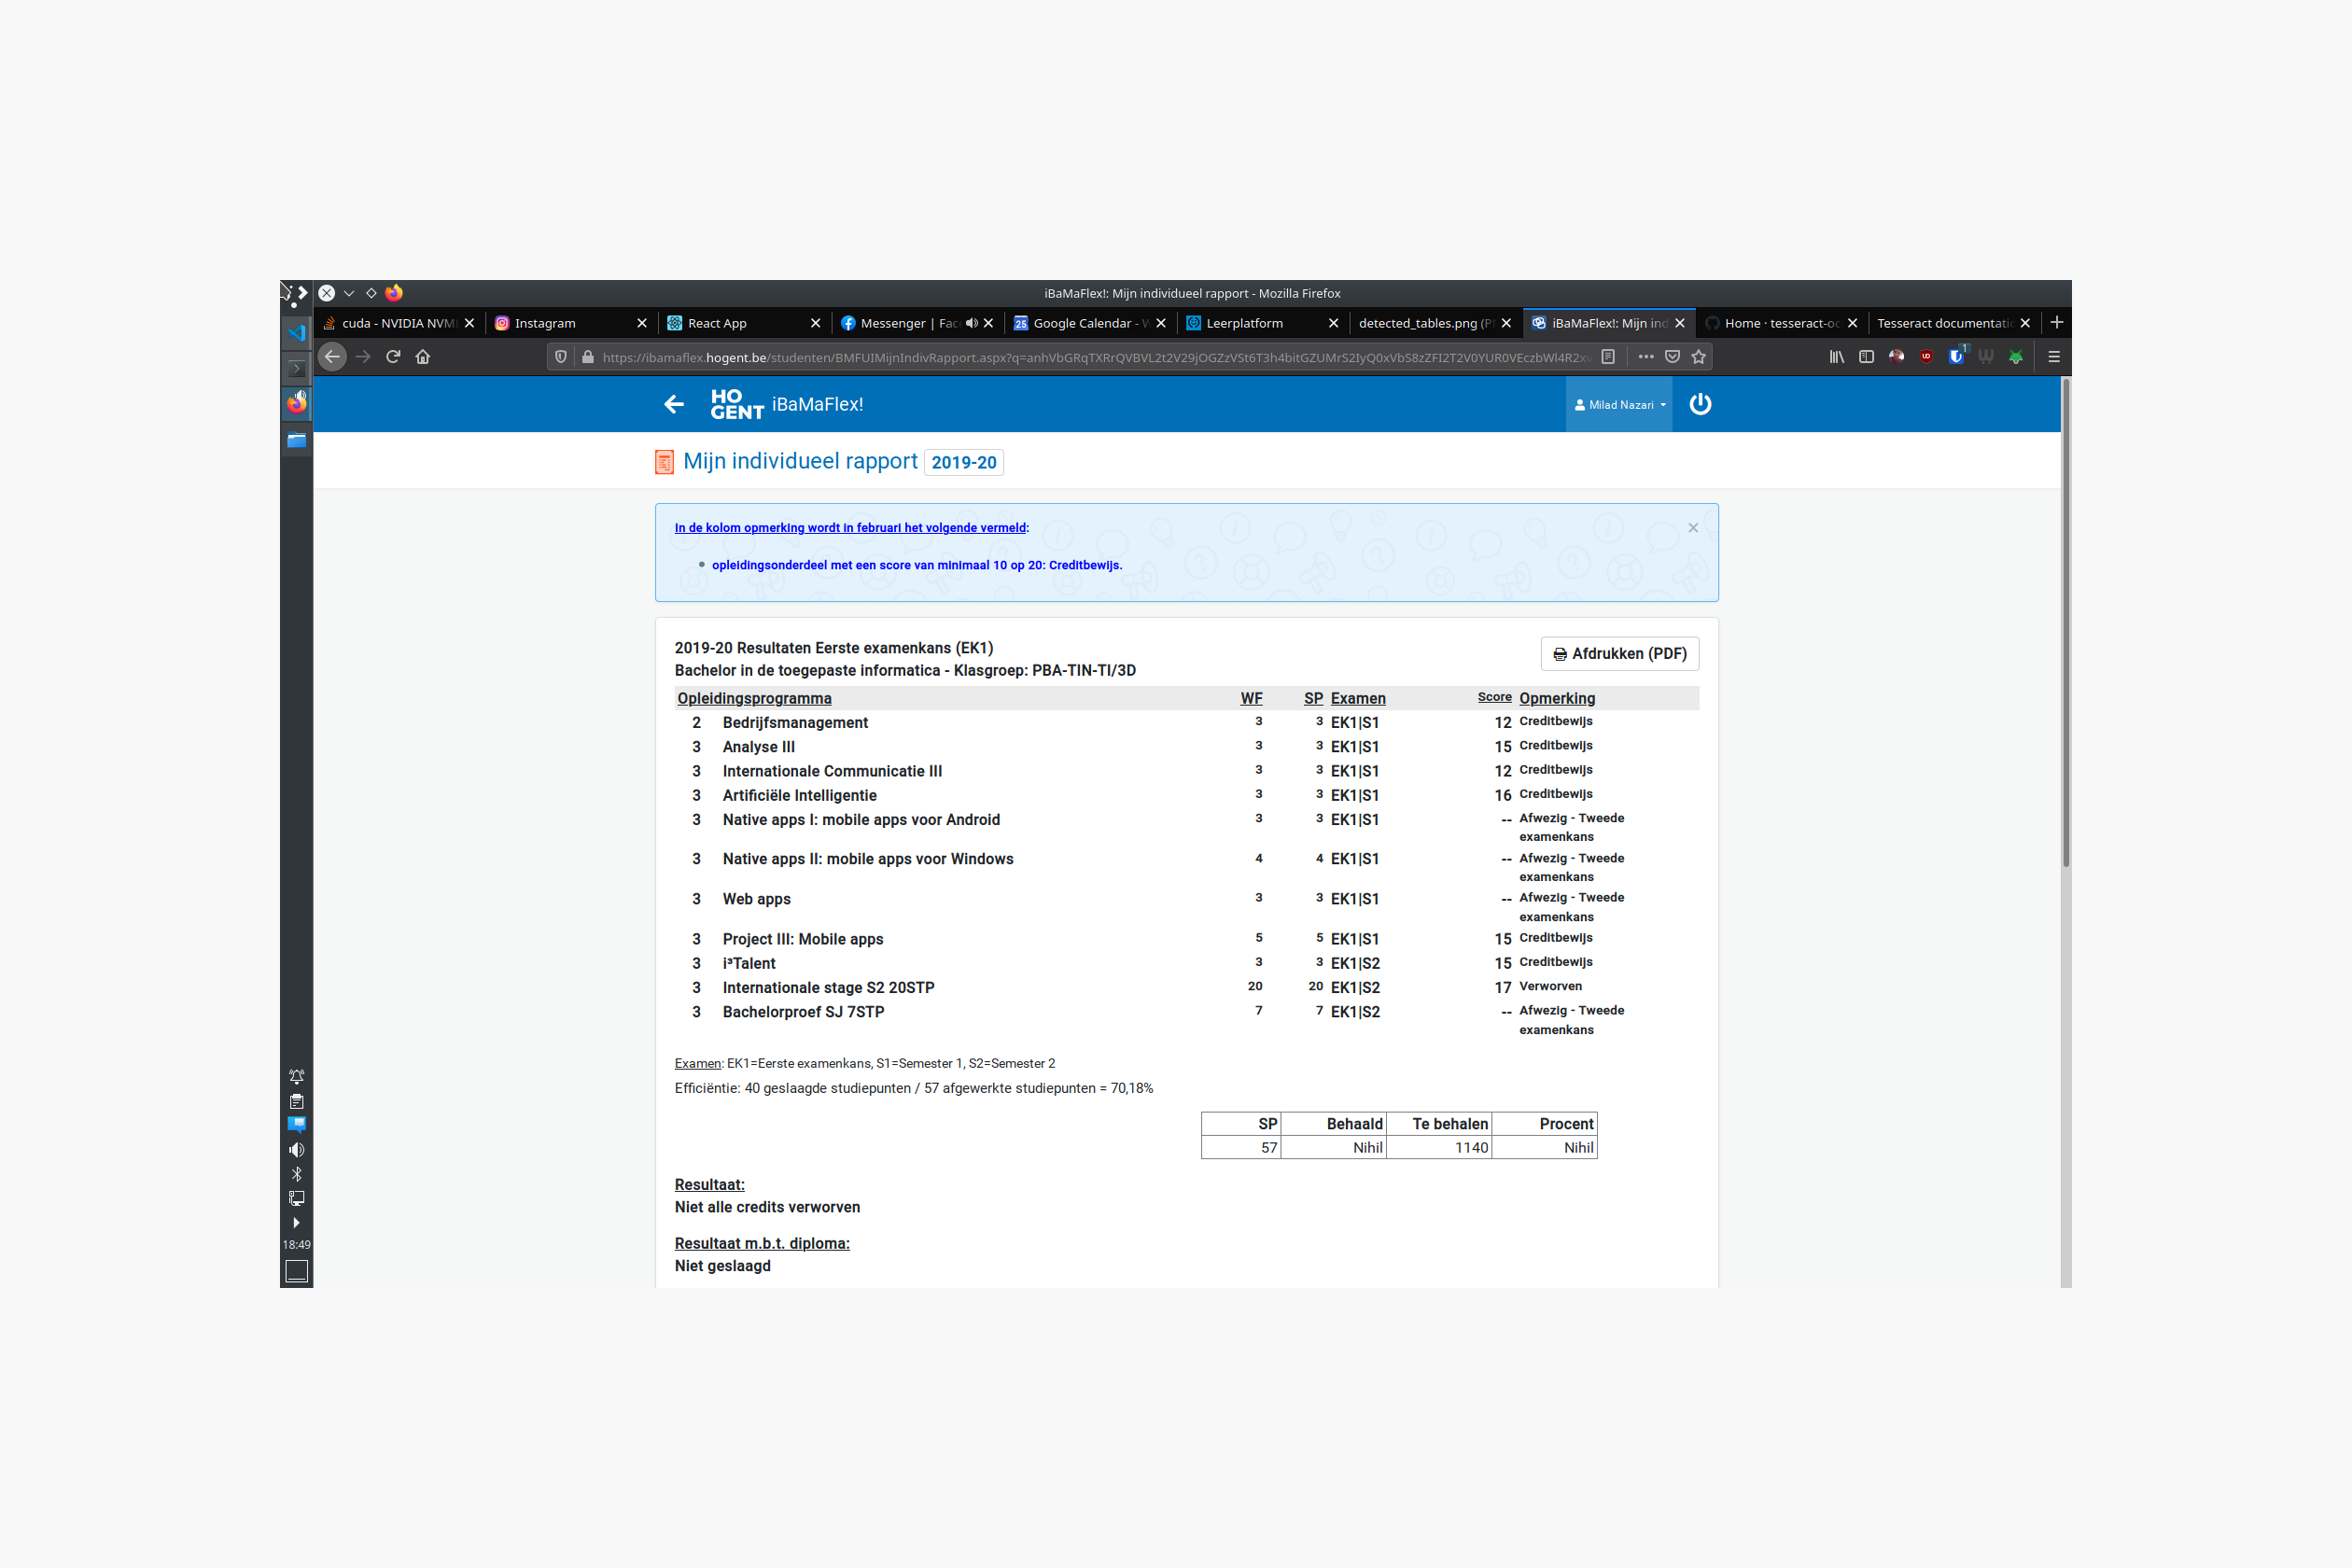 iBaMaFlex!: Mijn individueel rapport - Mozilla Firefox
cuda - NVIDIA NVM
Instagram
React App
Messenger | Fac
Google Calendar - W
Leerplatform
detected_tables.png (P
iBaMaFlex!: Mijn ind
Home · tesseract-oc
Tesseract documentatio
HO
GENT iBaMaFlex!
Milad Nazari
Mijn individueel rapport 2019-20
In de kolom opmerking wordt in februari het volgende vermeld:
• opleidingsonderdeel met een score van minimaal 10 op 20: Creditbewijs.
2019-20 Resultaten Eerste examenkans (EK1)
Afdrukken (PDF)
Bachelor in de toegepaste informatica - Klasgroep: PBA-TIN-TI/3D
Opleidingsprogramma WF SP Examen Score Opmerking
2 Bedrijfsmanagement 3 3 EK1|S1 12 Creditbewijs
3 Analyse III 3 3 EK1|S1 15 Creditbewijs
3 Internationale Communicatie III 3 3 EK1|S1 12 Creditbewijs
3 Artificiële Intelligentie 3 3 EK1|S1 16 Creditbewijs
3 Native apps I: mobile apps voor Android 3 3 EK1|S1 -- Afwezig - Tweede
examenkans
3 Native apps II: mobile apps voor Windows 4 4 EK1|S1 -- Afwezig - Tweede
examenkans
3 Web apps 3 3 EK1|S1 -- Afwezig - Tweede
examenkans
3 Project III: Mobile apps 5 5 EK1|S1 15 Creditbewijs
3 i³Talent 3 3 EK1|S2 15 Creditbewijs
3 Internationale stage S2 20STP 20 20 EK1|S2 17 Verworven
3 Bachelorproef SJ 7STP 7 7 EK1|S2 -- Afwezig - Tweede
examenkans
Examen: EK1=Eerste examenkans, S1=Semester 1, S2=Semester 2
Efficiëntie: 40 geslaagde studiepunten / 57 afgewerkte studiepunten = 70,18%
SP Behaald Te behalen Procent
57 Nihil 1140 Nihil
Resultaat:
Niet alle credits verworven
Resultaat m.b.t. diploma:
Niet geslaagd
18:49